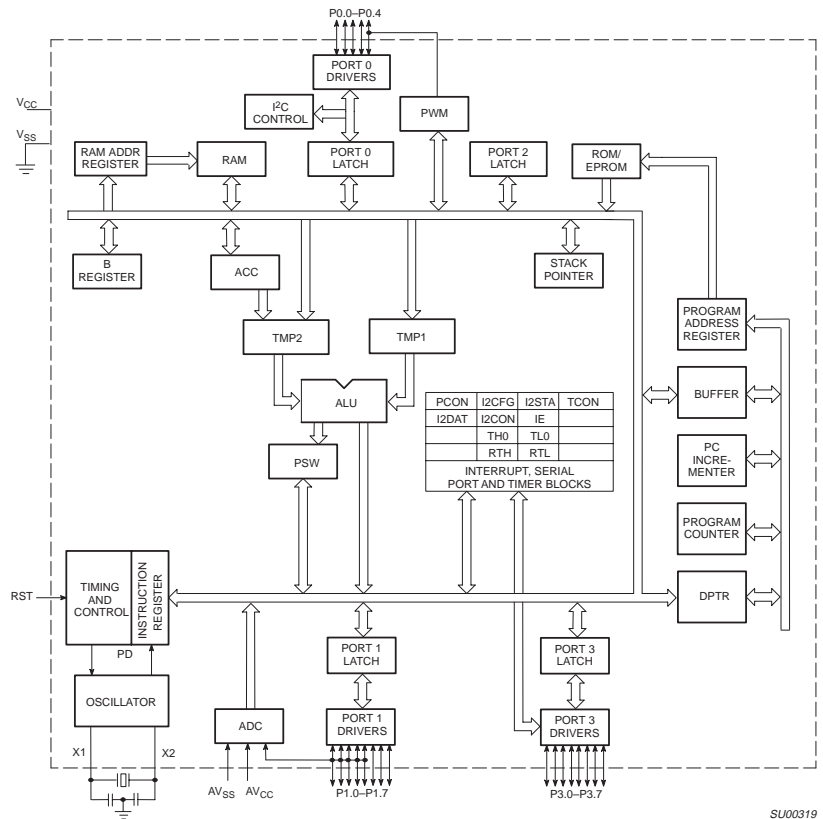 P0.0–P0.4
PORT 0
DRIVERS
VCC
I2C
CONTROL
PWM
VSS
RAM ADDR
REGISTER
RAM
PORT 0
LATCH
PORT 2
LATCH
ROM/
EPROM
B
REGISTER
ACC
STACK
POINTER
TMP2
TMP1
PROGRAM
ADDRESS
REGISTER
ALU
PCON I2CFG I2STA TCON
I2DAT I2CON IE
TH0 TL0
RTH RTL
INTERRUPT, SERIAL
PORT AND TIMER BLOCKS
BUFFER
PSW
PC
INCRE-
MENTER
PROGRAM
COUNTER
RST
TIMING
AND
CONTROL
INSTRUCTION
REGISTER
DPTR
PD
PORT 1
LATCH
PORT 3
LATCH
OSCILLATOR
ADC
PORT 1
DRIVERS
PORT 3
DRIVERS
X1
X2
AVSS
AVCC
P1.0–P1.7
P3.0–P3.7
SU00319